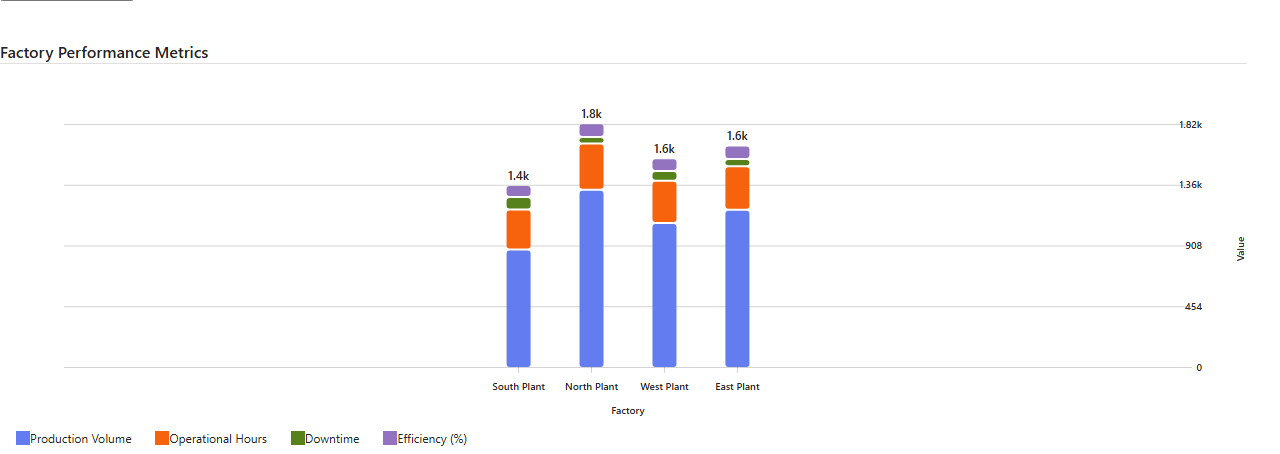 Factory Performance Metrics
1.4k
1.8k
1.6k
1.6k
1.82k
1.36k
908
454
0
Value
South Plant North Plant West Plant East Plant
Factory
Production Volume Operational Hours Downtime Efficiency (%)